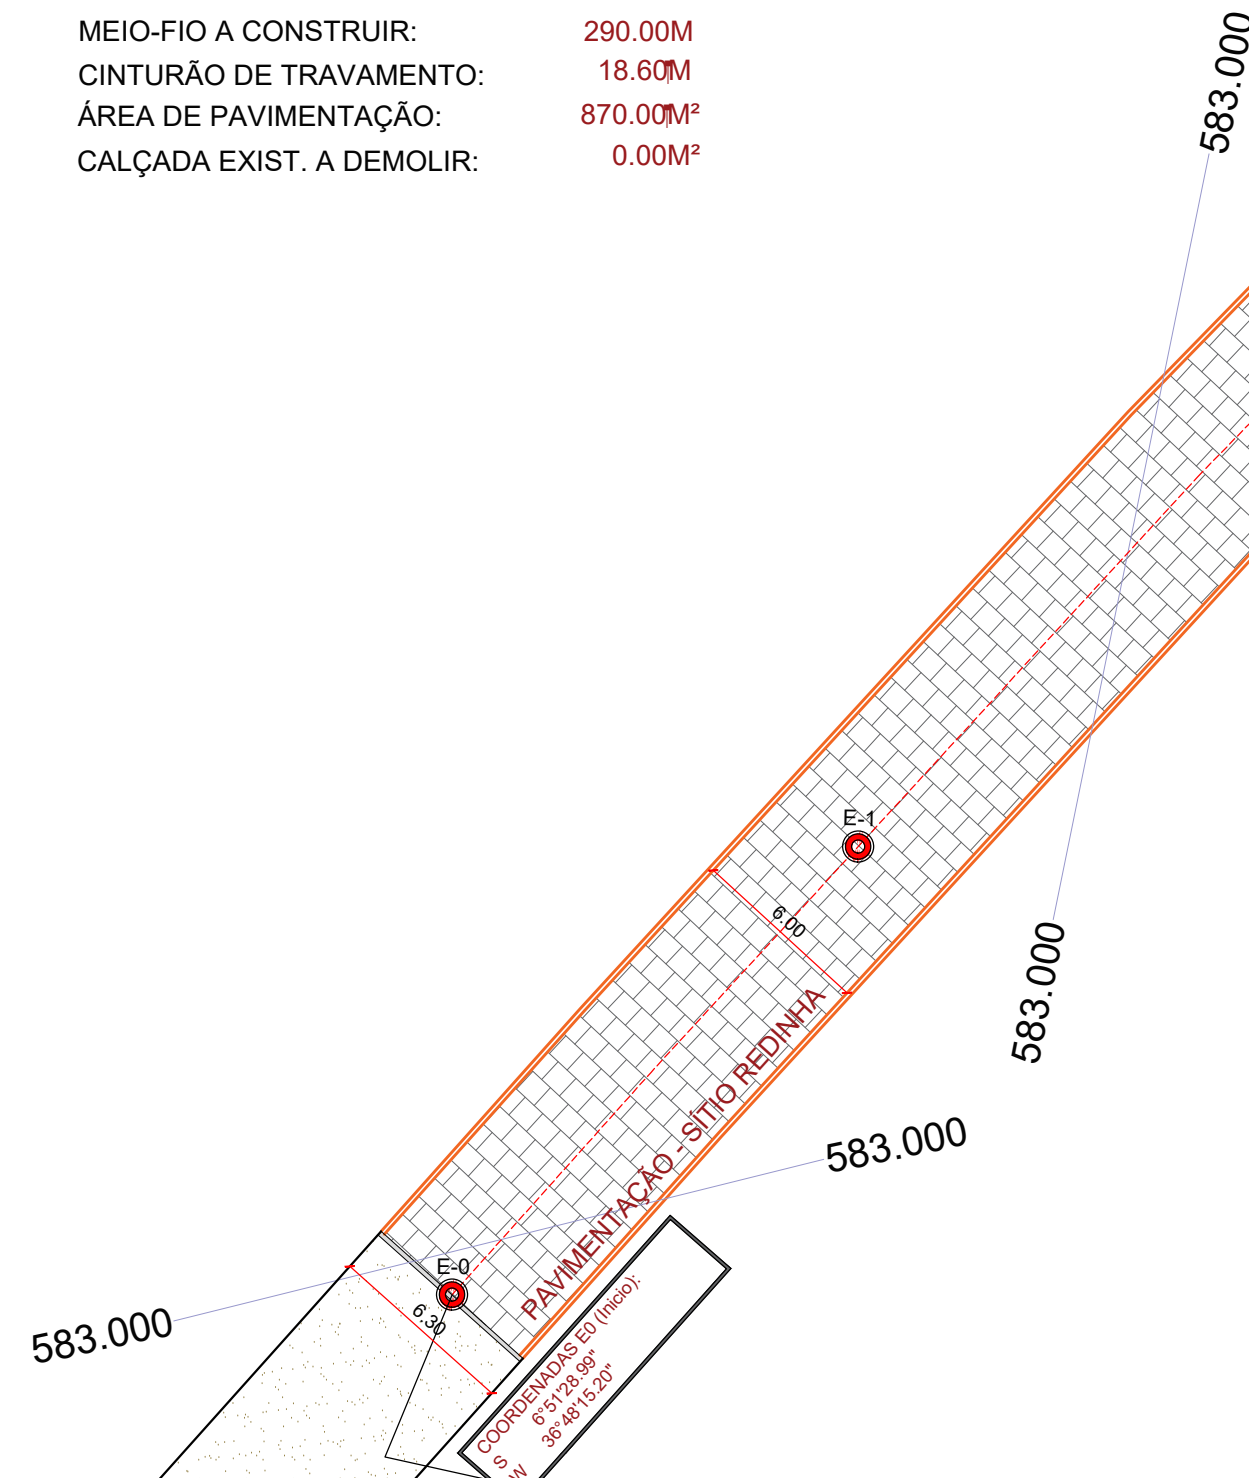 MEIO-FIO A CONSTRUIR: 290.00M
CINTURÃO DE TRAVAMENTO: 18.60M
ÁREA DE PAVIMENTAÇÃO: 870.00M²
CALÇADA EXIST. A DEMOLIR: 0.00M²
583.000
E-1
6.00
583.000
PAVIMENTAÇÃO - SÍTIO REDINHA
583.000
E-0
6.30
583.000
COORDENADAS E0 (Inicio):
S 6°51'28.99"
W 36°48'15.20"